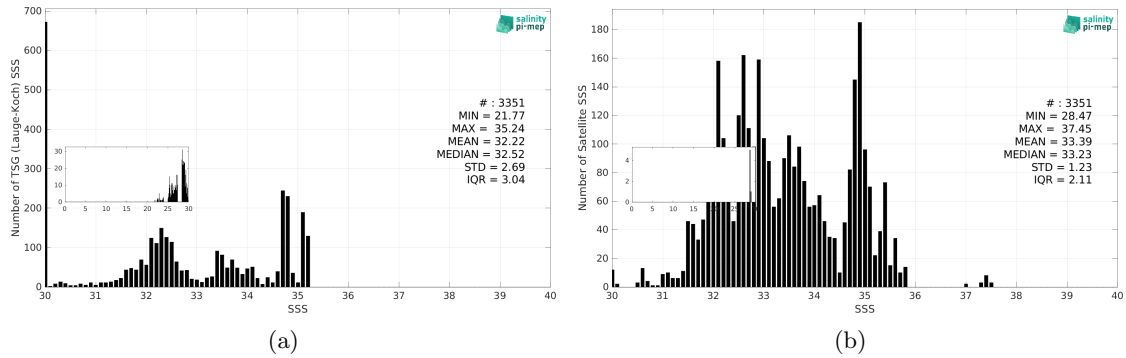 700
600
500
400
300
200
100
0
Number of TSG (Lauge-Koch) SSS
salinity
pi-mep
# : 3351
MIN = 21.77
MAX = 35.24
MEAN = 32.22
MEDIAN = 32.52
STD = 2.69
IQR = 3.04
30
20
10
0
0 5 10 15 20 25 30
30 31 32 33 34 35 36 37 38 39 40
SSS
(a)
180
160
140
120
100
80
60
40
20
0
Number of Satellite SSS
salinity
pi-mep
# : 3351
MIN = 28.47
MAX = 37.45
MEAN = 33.39
MEDIAN = 33.23
STD = 1.23
IQR = 2.11
4
2
0
0 5 10 15
30 31 32 33 34 35 36 37 38 39 40
SSS
(b)